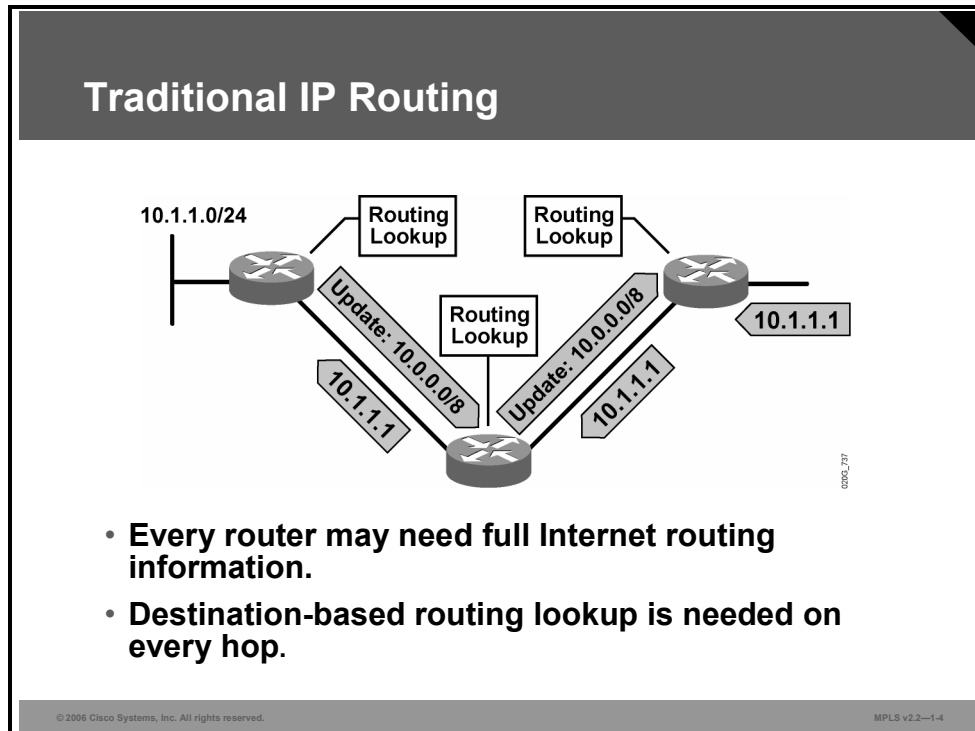 Traditional IP Routing
10.1.1.0/24
Routing
Lookup
Routing
Lookup
Update: 10.0.0.0/8
10.1.1.1
Routing
Lookup
Update: 10.0.0.0/8
10.1.1.1
10.1.1.1
020G_737
• Every router may need full Internet routing
information.
• Destination-based routing lookup is needed on
every hop.
© 2006 Cisco Systems, Inc. All rights reserved.
MPLS v2.2—1-4